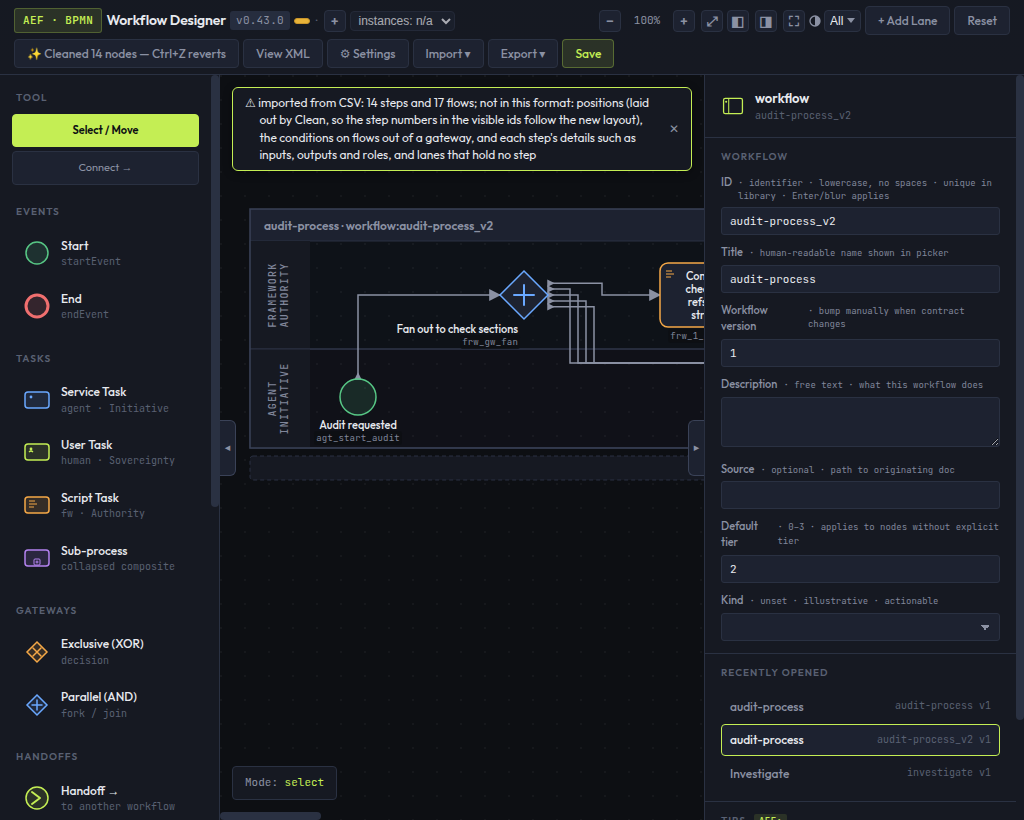 AEF · BPMN Workflow Designer v0.43.0 · + instances: n/a − 100% + All + Add Lane Reset
✨ Cleaned 14 nodes — Ctrl+Z reverts View XML ⚙ Settings Import ▾ Export ▾ Save
TOOL
Select / Move
Connect →
EVENTS
Start
startEvent
End
endEvent
TASKS
Service Task
agent · Initiative
User Task
human · Sovereignty
Script Task
fw · Authority
Sub-process
collapsed composite
GATEWAYS
Exclusive (XOR)
decision
Parallel (AND)
fork / join
HANDOFFS
Handoff →
to another workflow
⚠ imported from CSV: 14 steps and 17 flows; not in this format: positions (laid
out by Clean, so the step numbers in the visible ids follow the new layout),
the conditions on flows out of a gateway, and each step's details such as
inputs, outputs and roles, and lanes that hold no step
×
audit-process · workflow:audit-process_v2
FRAMEWORK
AUTHORITY
Fan out to check sections
frw_gw_fan
frw_1_
AGENT
INITIATIVE
Audit requested
agt_start_audit
Mode: select
workflow
audit-process_v2
WORKFLOW
ID · identifier · lowercase, no spaces · unique in
library · Enter/blur applies
audit-process_v2
Title · human-readable name shown in picker
audit-process
Workflow version · bump manually when contract changes
1
Description · free text · what this workflow does
Source · optional · path to originating doc
Default tier · 0–3 · applies to nodes without explicit tier
2
Kind · unset · illustrative · actionable
RECENTLY OPENED
audit-process audit-process v1
audit-process audit-process_v2 v1
Investigate investigate v1